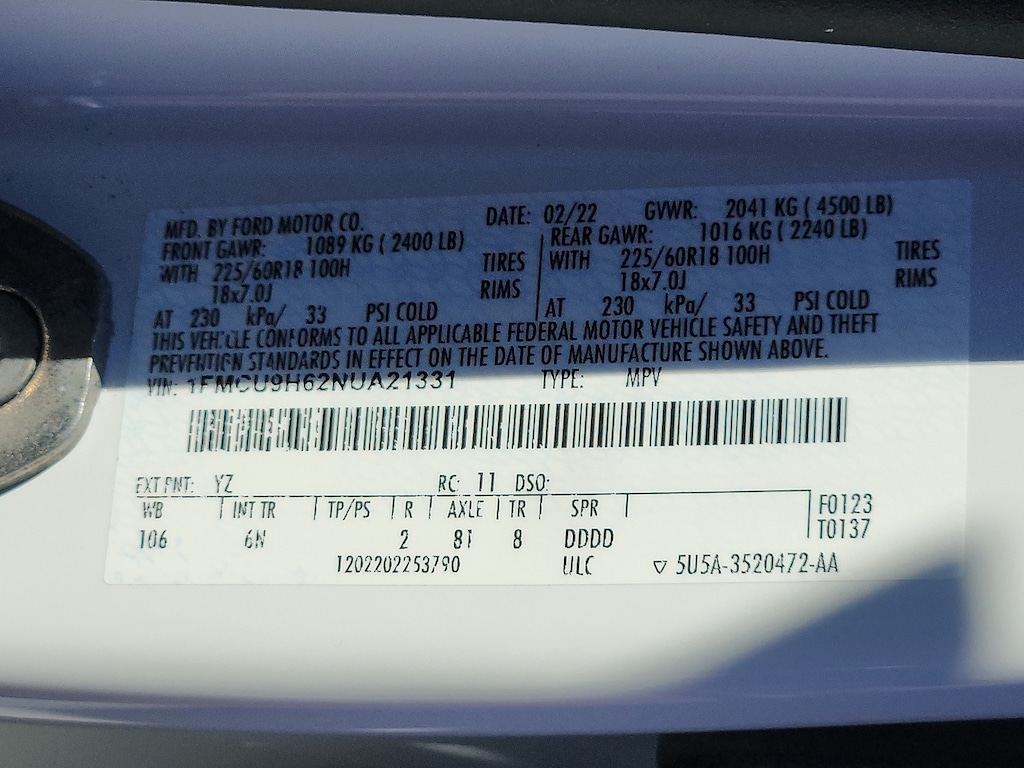 MFD. BY FORD MOTOR CO. DATE: 02/22 GVWR: 2041 KG ( 4500 LB)
FRONT GAWR: 1089 KG ( 2400 LB) REAR GAWR: 1016 KG ( 2240 LB)
WITH 225/60R18 100H TIRES WITH 225/60R18 100H TIRES
18x7.0J RIMS 18x7.0J RIMS
AT 230 kPa/ 33 PSI COLD AT 230 kPa/ 33 PSI COLD
THIS VEHICLE CONFORMS TO ALL APPLICABLE FEDERAL MOTOR VEHICLE SAFETY AND THEFT
PREVENTION STANDARDS IN EFFECT ON THE DATE OF MANUFACTURE SHOWN ABOVE.
VIN: 1FMCU9H62NUA21331 TYPE: MPV
EXT PNT: YZ RC: 11 DSO:
WB INT TR TP/PS R AXLE TR SPR F0123
106 6N 2 81 8 DDDD T0137
1202202253790 ULC ▽ 5U5A-3520472-AA